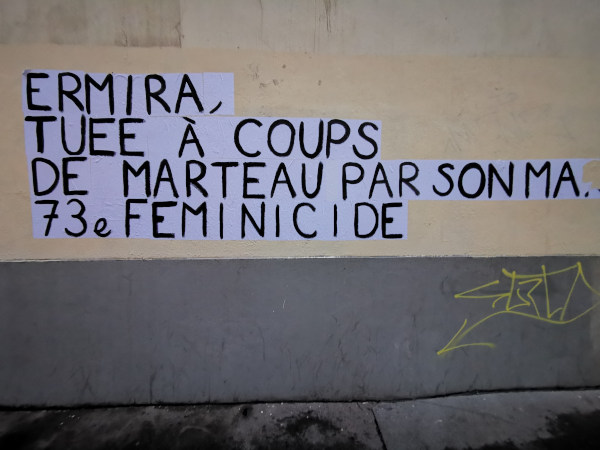 ERMIRA,
TUEE À COUPS
DE MARTEAU PAR SON MA
73e FEMINICIDE